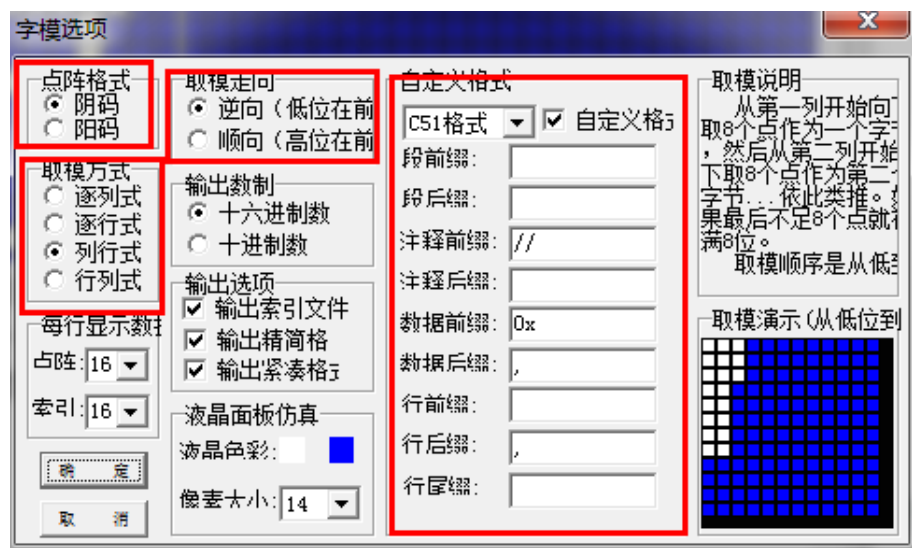 字模选项
点阵格式
阴码
阳码
取模方式
逐列式
逐行式
列行式
行列式
每行显示数
点阵:
16
索引:
16
确 定
取 消
取模走向
逆向(低位在前
顺向(高位在前
输出数制
十六进制数
十进制数
输出选项
输出索引文件
输出精简格
输出紧凑格
液晶面板仿真
液晶色彩:
像素大小:
14
自定义格式
C51格式
自定义格
段前缀:
段后缀:
注释前缀:
//
注释后缀:
数据前缀:
0x
数据后缀:
,
行前缀:
行后缀:
,
行尾缀:
取模说明
从第一列开始向
取8个点作为一个字
,然后从第二列开始
下取8个点作为第二
字节...依此类推。
果最后不足8个点就
满8位。
取模顺序是从低
取模演示(从低位到